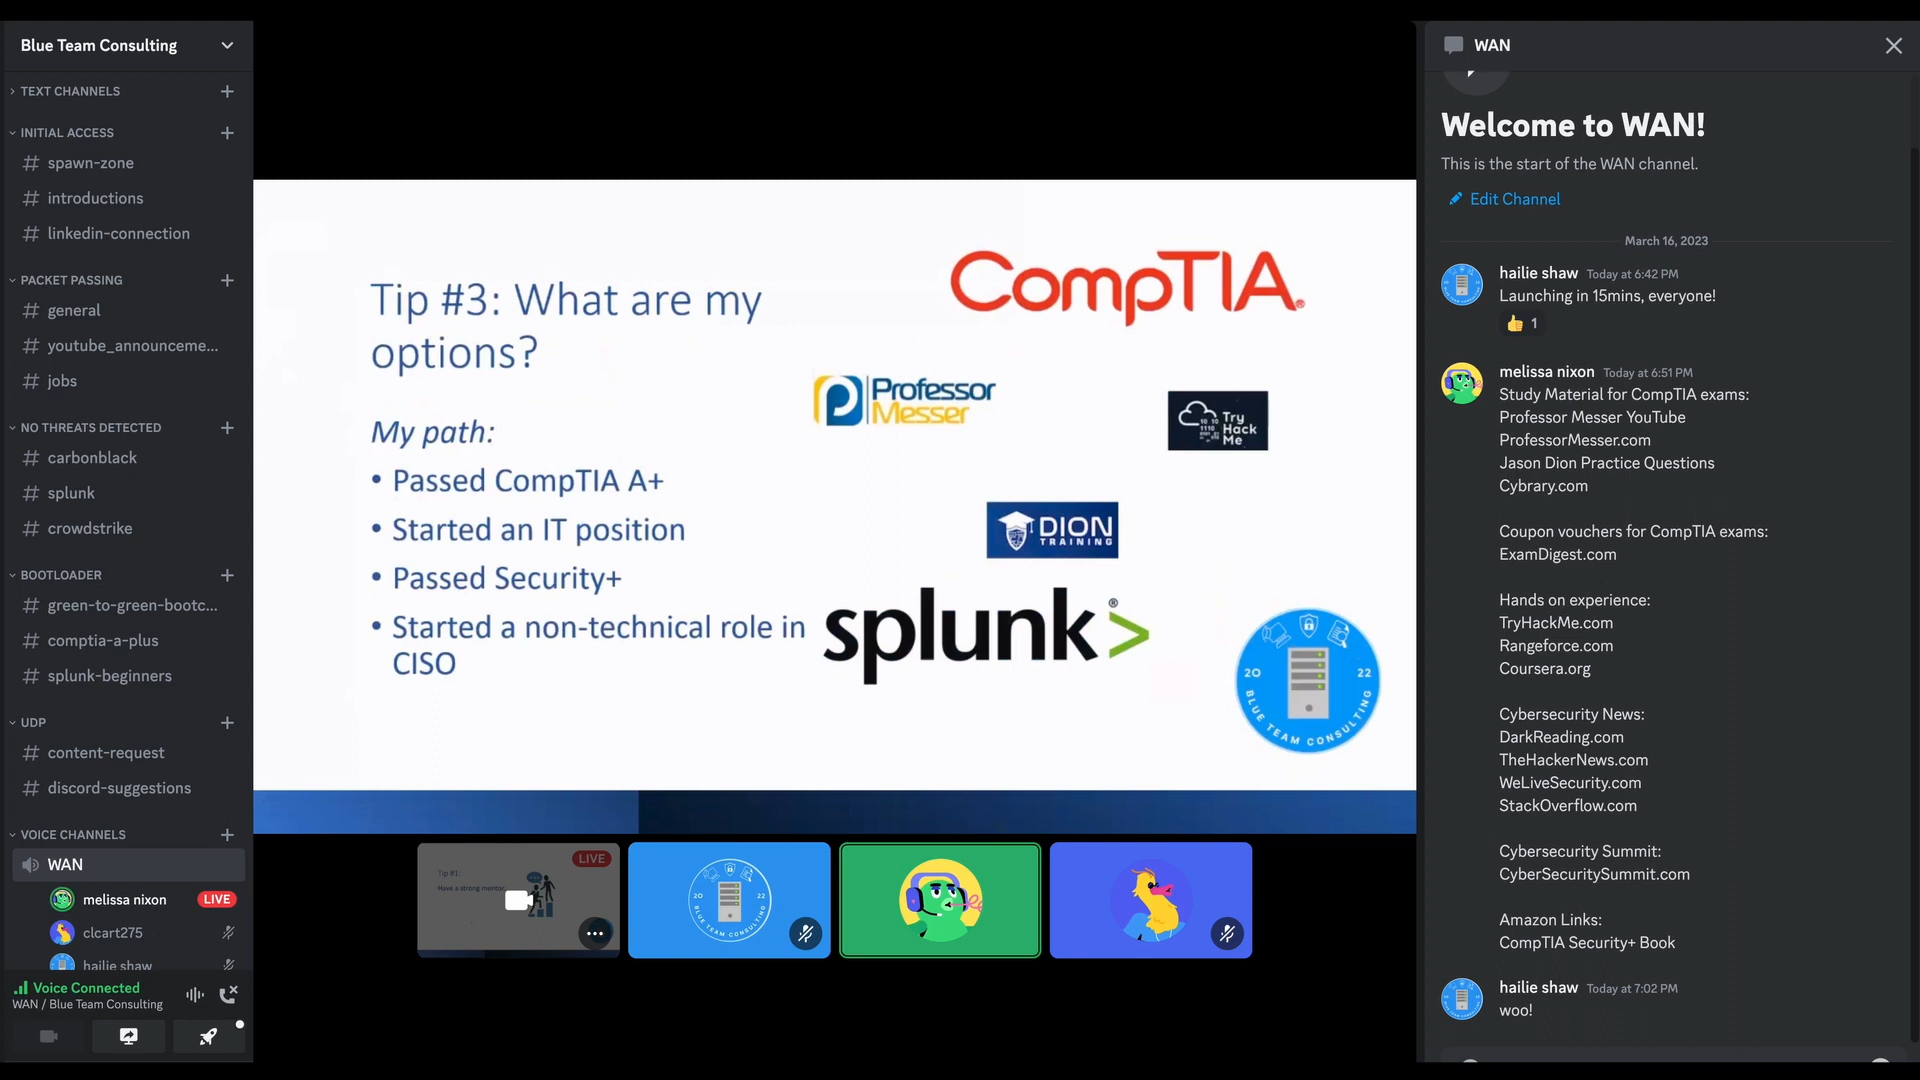 Blue Team Consulting
TEXT CHANNELS
INITIAL ACCESS
spawn-zone
introductions
linkedin-connection
PACKET PASSING
general
youtube_announceme...
jobs
NO THREATS DETECTED
carbonblack
splunk
crowdstrike
BOOTLOADER
green-to-green-bootc...
comptia-a-plus
splunk-beginners
UDP
content-request
discord-suggestions
VOICE CHANNELS
WAN
melissa nixon LIVE
clcart275
hailie shaw
Voice Connected
WAN / Blue Team Consulting
Tip #3: What are my
options?
My path:
• Passed CompTIA A+
• Started an IT position
• Passed Security+
• Started a non-technical role in
CISO
CompTIA®
Professor
Messer
Try
Hack
Me
DION
TRAINING
splunk>®
20 22
BLUE TEAM CONSULTING
LIVE
Tip #1:
Have a strong mentor
20 22
WAN
Welcome to WAN!
This is the start of the WAN channel.
Edit Channel
March 16, 2023
hailie shaw Today at 6:42 PM
Launching in 15mins, everyone!
👍 1
melissa nixon Today at 6:51 PM
Study Material for CompTIA exams:
Professor Messer YouTube
ProfessorMesser.com
Jason Dion Practice Questions
Cybrary.com
Coupon vouchers for CompTIA exams:
ExamDigest.com
Hands on experience:
TryHackMe.com
Rangeforce.com
Coursera.org
Cybersecurity News:
DarkReading.com
TheHackerNews.com
WeLiveSecurity.com
StackOverflow.com
Cybersecurity Summit:
CyberSecuritySummit.com
Amazon Links:
CompTIA Security+ Book
hailie shaw Today at 7:02 PM
woo!